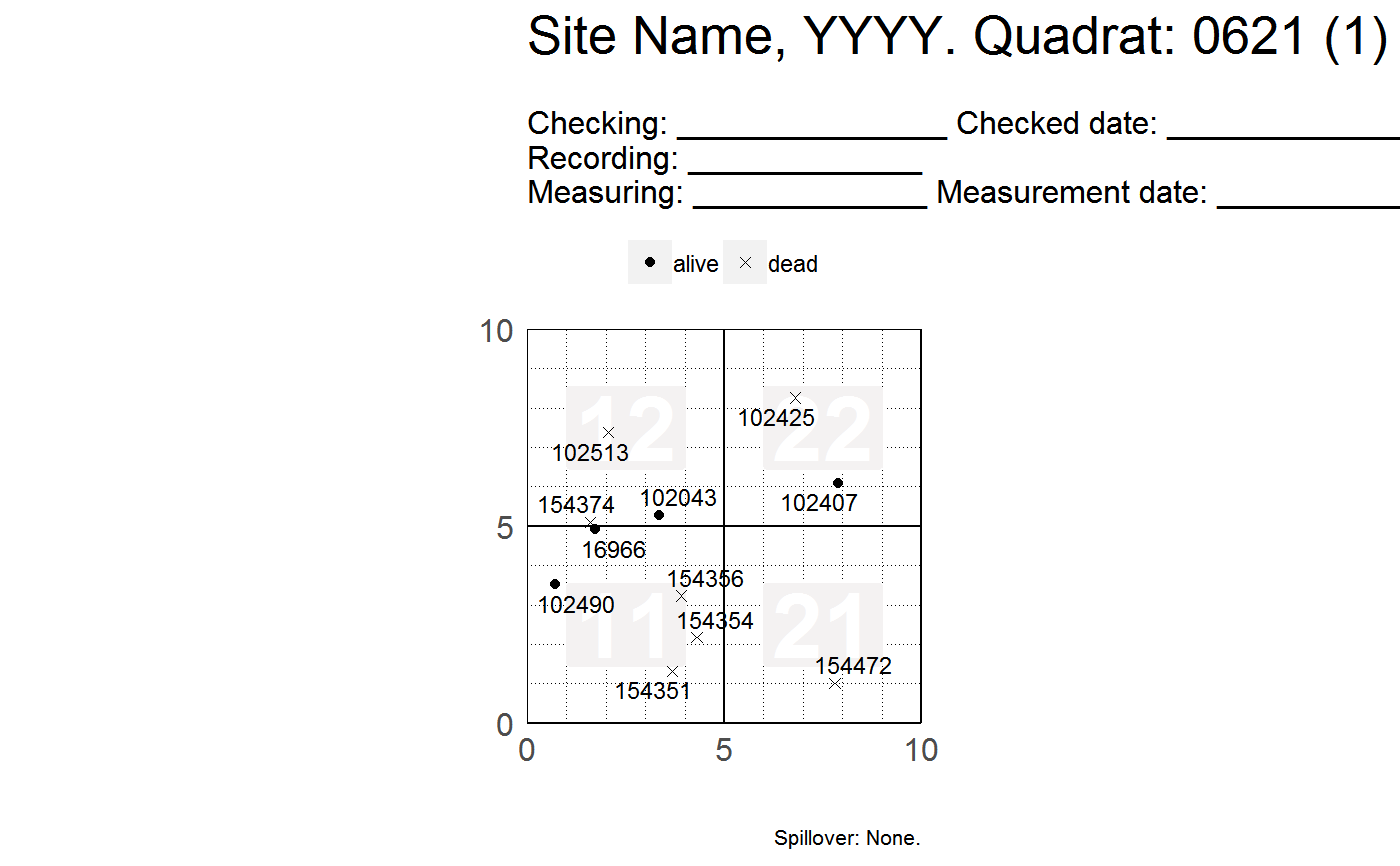 Site Name, YYYY. Quadrat: 0621 (1)
Checking: ________________ Checked date: ______________
Recording: ______________
Measuring: ______________ Measurement date: ___________
alive dead
10
12 22
102425
102513
154374 102043
102407
5
16966
154356
102490
11 21
154354
154472
154351
0
0 5 10
Spillover: None.